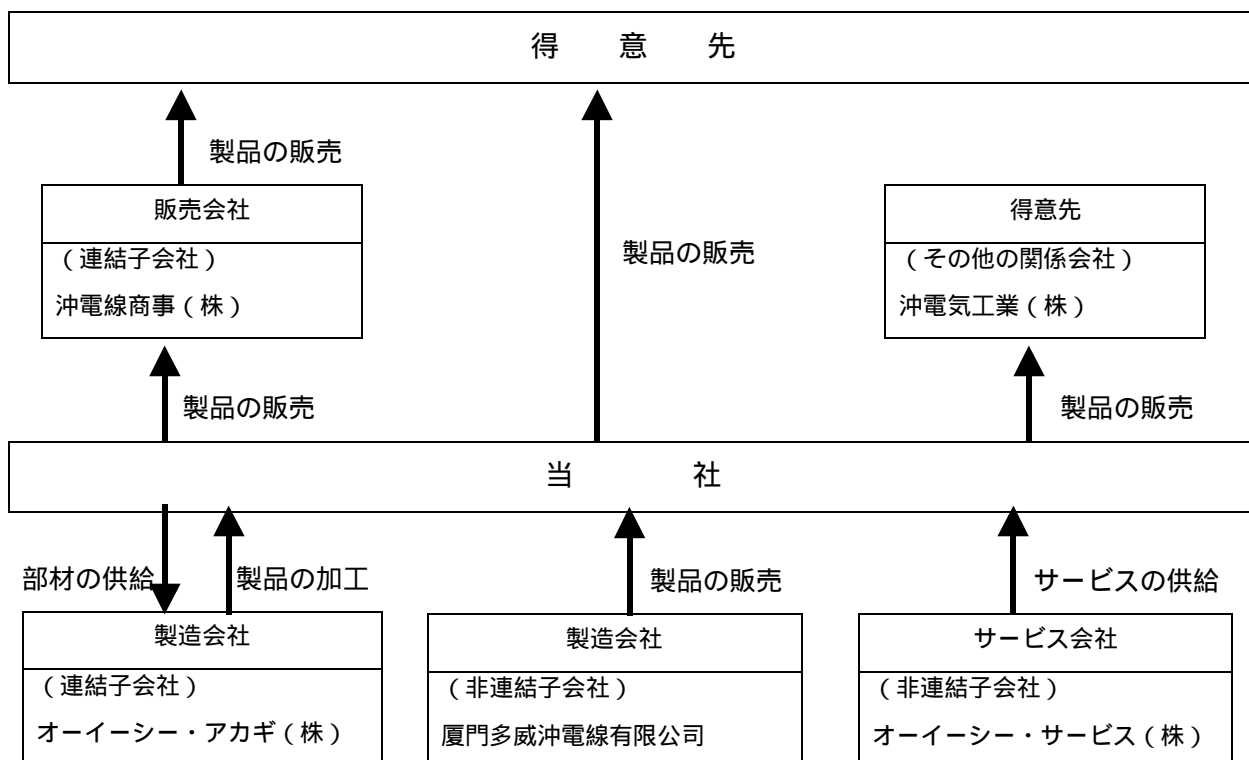 得 意 先
製品の販売
販売会社
(連結子会社)
沖電線商事(株)
製品の販売
得意先
(その他の関係会社)
沖電気工業(株)
製品の販売
製品の販売
当 社
部材の供給
製品の加工
製品の販売
サービスの供給
製造会社
(連結子会社)
オーイーシー・アカギ(株)
製造会社
(非連結子会社)
厦門多威沖電線有限公司
サービス会社
(非連結子会社)
オーイーシー・サービス(株)